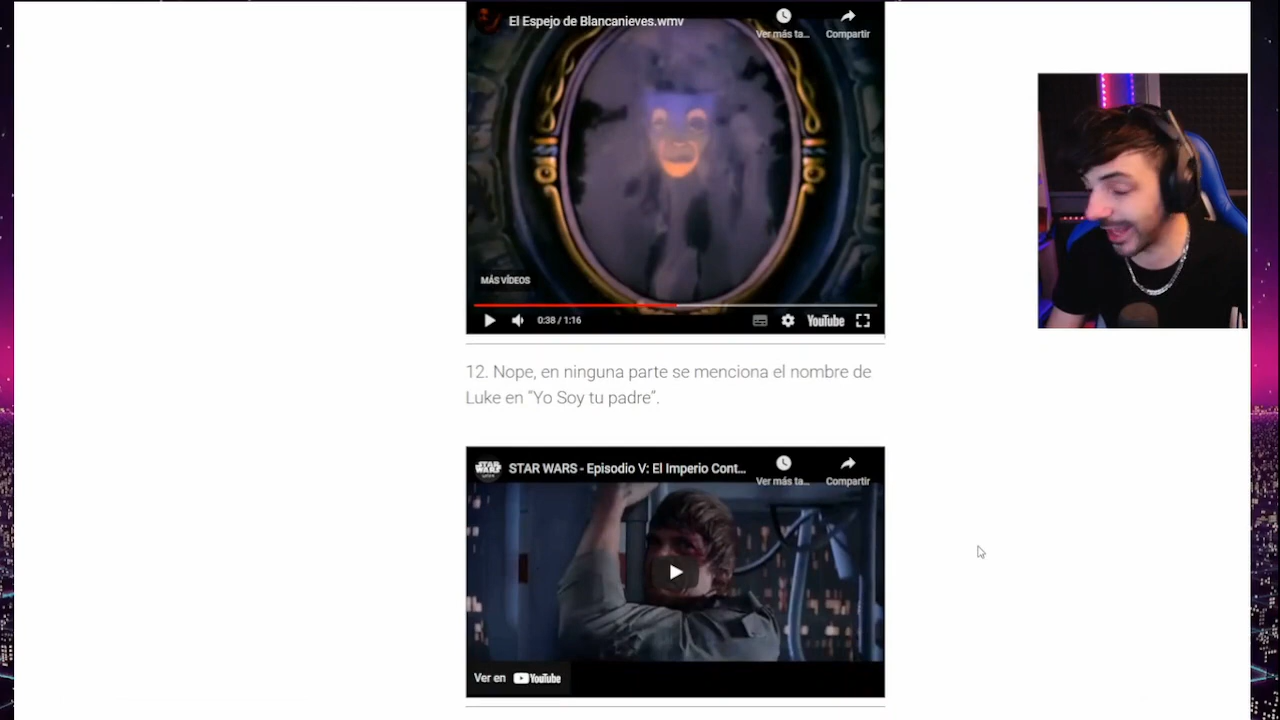 El Espejo de Blancanieves.wmv
Ver más ta...
Compartir
MÁS VÍDEOS
0:38 / 1:16
YouTube
12. Nope, en ninguna parte se menciona el nombre de
Luke en "Yo Soy tu padre".
STAR WARS
STAR WARS - Episodio V: El Imperio Cont...
Ver más ta...
Compartir
Ver en YouTube